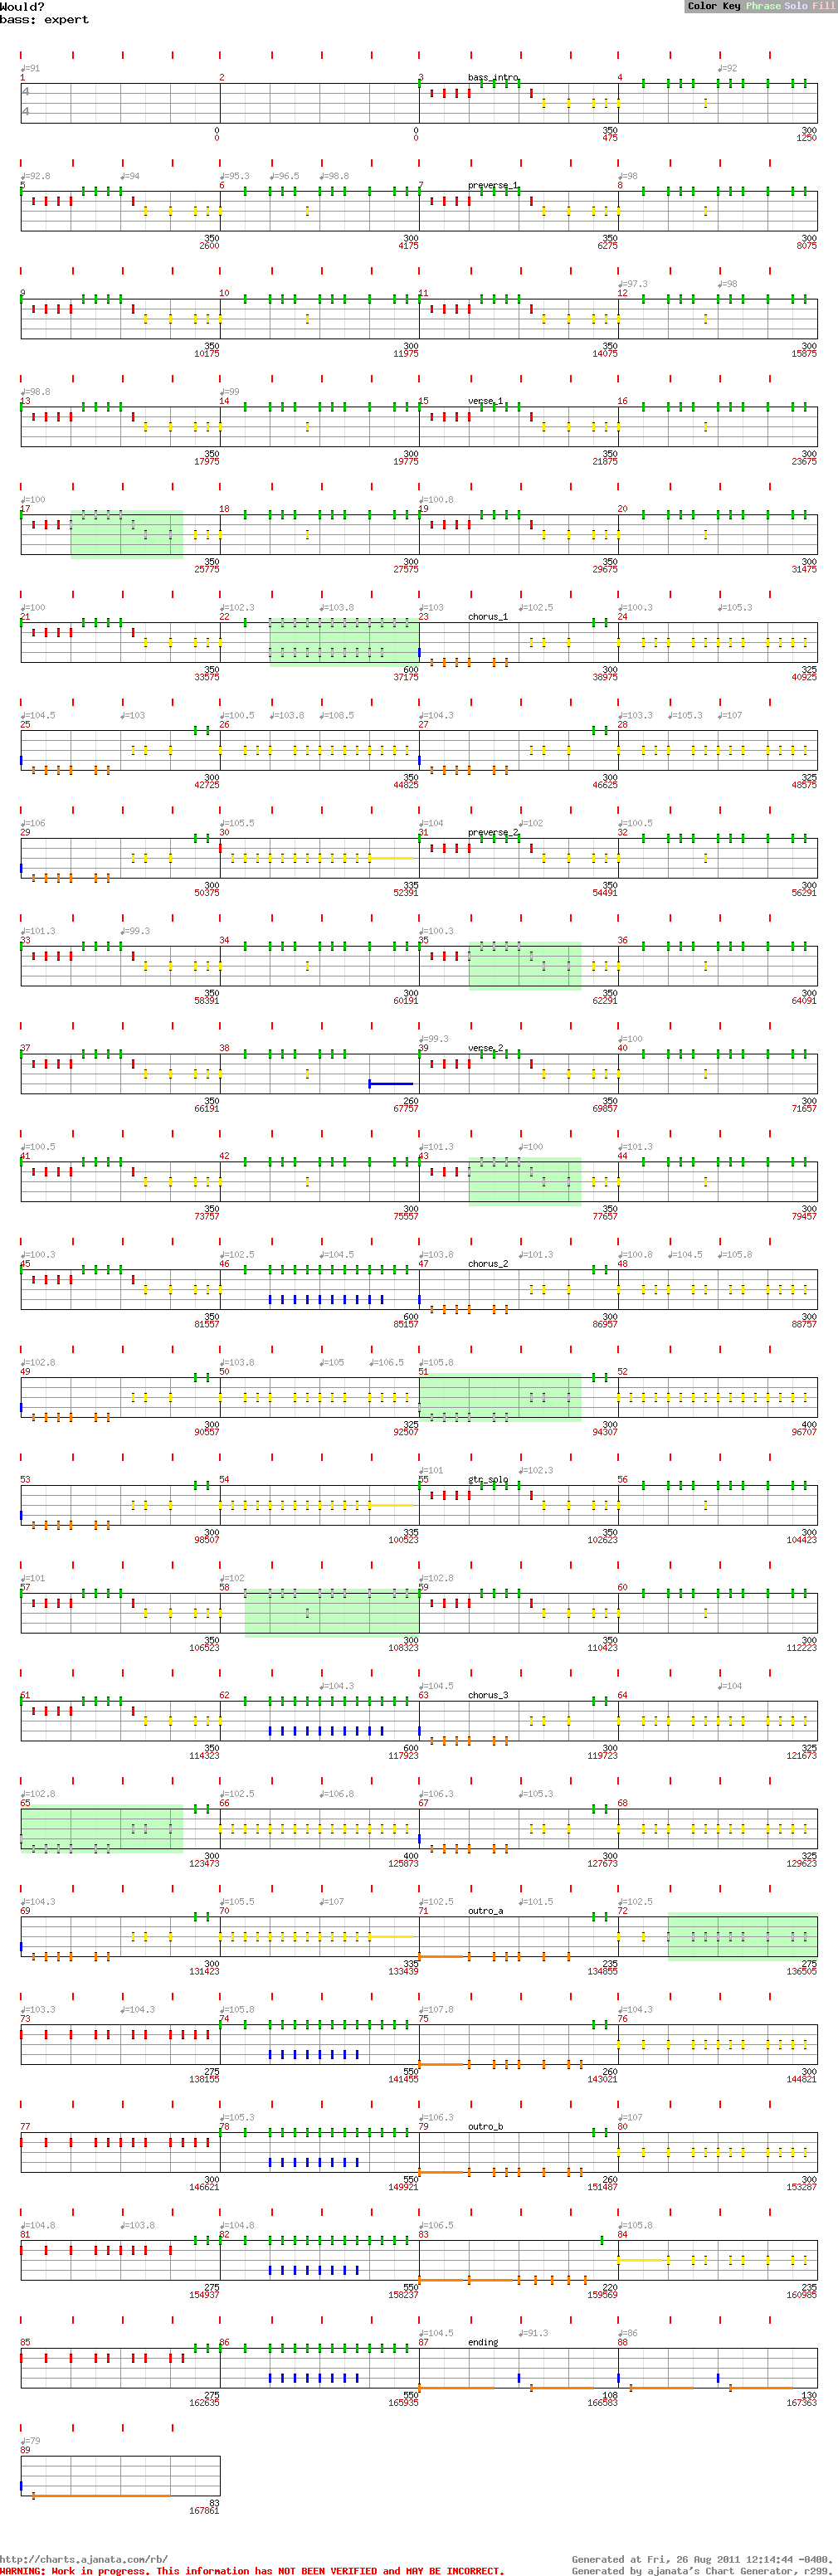 Would?
Color Key Phrase Solo Fill
bass: expert
♩=91
1 2 3 bass_intro 4 ♩=92
4
4
0 0 350 300
0 0 475 1250
♩=92.8 ♩=94 ♩=95.3 ♩=96.5 ♩=98.8 ♩=98
5 6 7 preverse_1 8
350 300 350 300
2600 4175 6275 8075
♩=97.3 ♩=98
9 10 11 12
350 300 350 300
10175 11975 14075 15875
♩=98.8 ♩=99
13 14 15 verse_1 16
350 300 350 300
17975 19775 21875 23675
♩=100 ♩=100.8
17 18 19 20
350 300 350 300
25775 27575 29675 31475
♩=100 ♩=102.3 ♩=103.8 ♩=103 ♩=102.5 ♩=100.3 ♩=105.3
21 22 23 chorus_1 24
350 600 300 325
33575 37175 38975 40925
♩=104.5 ♩=103 ♩=100.5 ♩=103.8 ♩=108.5 ♩=104.3 ♩=103.3 ♩=105.3 ♩=107
25 26 27 28
300 350 300 325
42725 44825 46625 48575
♩=106 ♩=105.5 ♩=104 ♩=102 ♩=100.5
29 30 31 preverse_2 32
300 335 350 300
50375 52391 54491 56291
♩=101.3 ♩=99.3 ♩=100.3
33 34 35 36
350 300 350 300
58391 60191 62291 64091
♩=99.3 ♩=100
37 38 39 verse_2 40
350 260 350 300
66191 67757 69857 71657
♩=100.5 ♩=101.3 ♩=100 ♩=101.3
41 42 43 44
350 300 350 300
73757 75557 77657 79457
♩=100.3 ♩=102.5 ♩=104.5 ♩=103.8 ♩=101.3 ♩=100.8 ♩=104.5 ♩=105.8
45 46 47 chorus_2 48
350 600 300 300
81557 85157 86957 88757
♩=102.8 ♩=103.8 ♩=105 ♩=106.5 ♩=105.8
49 50 51 52
300 325 300 400
90557 92507 94307 96707
♩=101 ♩=102.3
53 54 55 gtr_solo 56
300 335 350 300
98507 100523 102623 104423
♩=101 ♩=102 ♩=102.8
57 58 59 60
350 300 350 300
106523 108323 110423 112223
♩=104.3 ♩=104.5 ♩=104
61 62 63 chorus_3 64
350 600 300 325
114323 117923 119723 121673
♩=102.8 ♩=102.5 ♩=106.8 ♩=106.3 ♩=105.3
65 66 67 68
300 400 300 325
123473 125873 127673 129623
♩=104.3 ♩=105.5 ♩=107 ♩=102.5 ♩=101.5 ♩=102.5
69 70 71 outro_a 72
300 335 235 275
131423 133439 134855 136505
♩=103.3 ♩=104.3 ♩=105.8 ♩=107.8 ♩=104.3
73 74 75 76
275 550 260 300
138155 141455 143021 144821
♩=105.3 ♩=106.3 ♩=107
77 78 79 outro_b 80
300 550 260 300
146621 149921 151487 153287
♩=104.8 ♩=103.8 ♩=104.8 ♩=106.5 ♩=105.8
81 82 83 84
275 550 220 235
154937 158237 159569 160985
♩=104.5 ♩=91.3 ♩=86
85 86 87 ending 88
275 550 108 130
162635 165935 166583 167363
♩=79
89
83
167861
http://charts.ajanata.com/rb/ Generated at Fri, 26 Aug 2011 12:14:44 -0400.
WARNING: Work in progress. This information has NOT BEEN VERIFIED and MAY BE INCORRECT. Generated by ajanata's Chart Generator, r299.